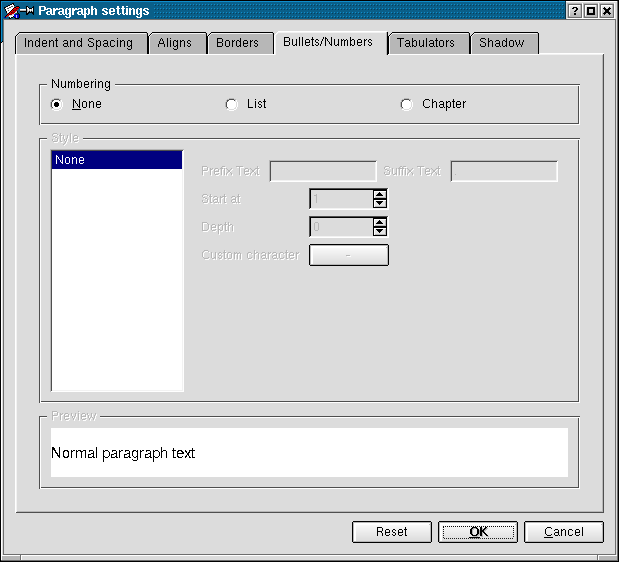 Paragraph settings
Indent and Spacing Aligns Borders Bullets/Numbers Tabulators Shadow
Numbering
None List Chapter
Style
None
Prefix Text Suffix Text .
Start at 1
Depth 0
Custom character -
Preview
Normal paragraph text
Reset OK Cancel